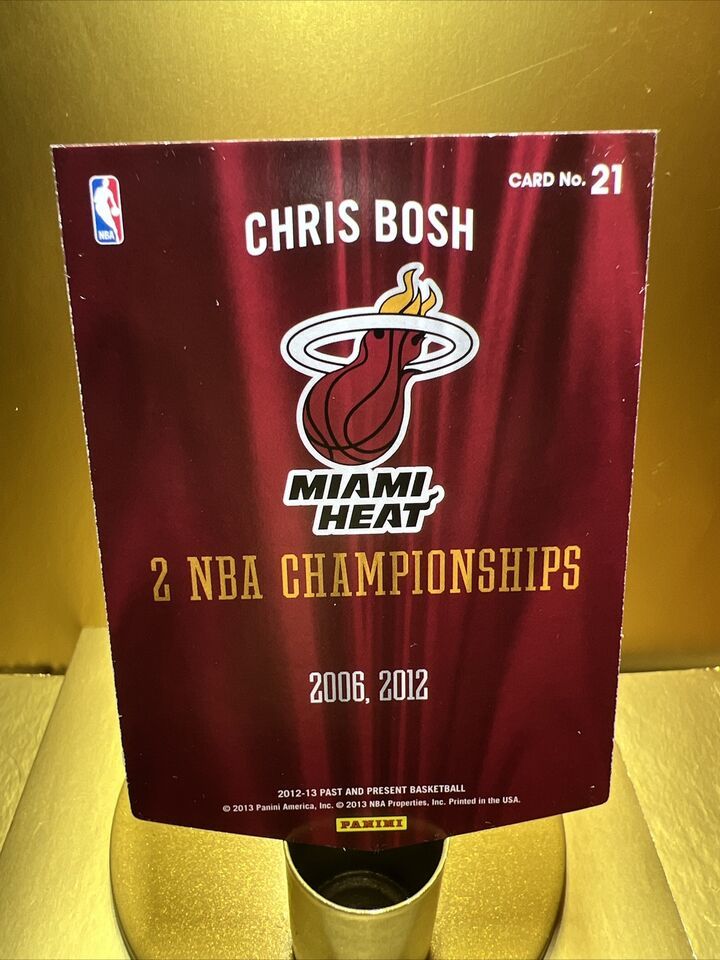 CARD No. 21
NBA
CHRIS BOSH
MIAMI
HEAT
2 NBA CHAMPIONSHIPS
2006, 2012
2012-13 PAST AND PRESENT BASKETBALL
© 2013 Panini America, Inc. © 2013 NBA Properties, Inc. Printed in the USA.
PANINI